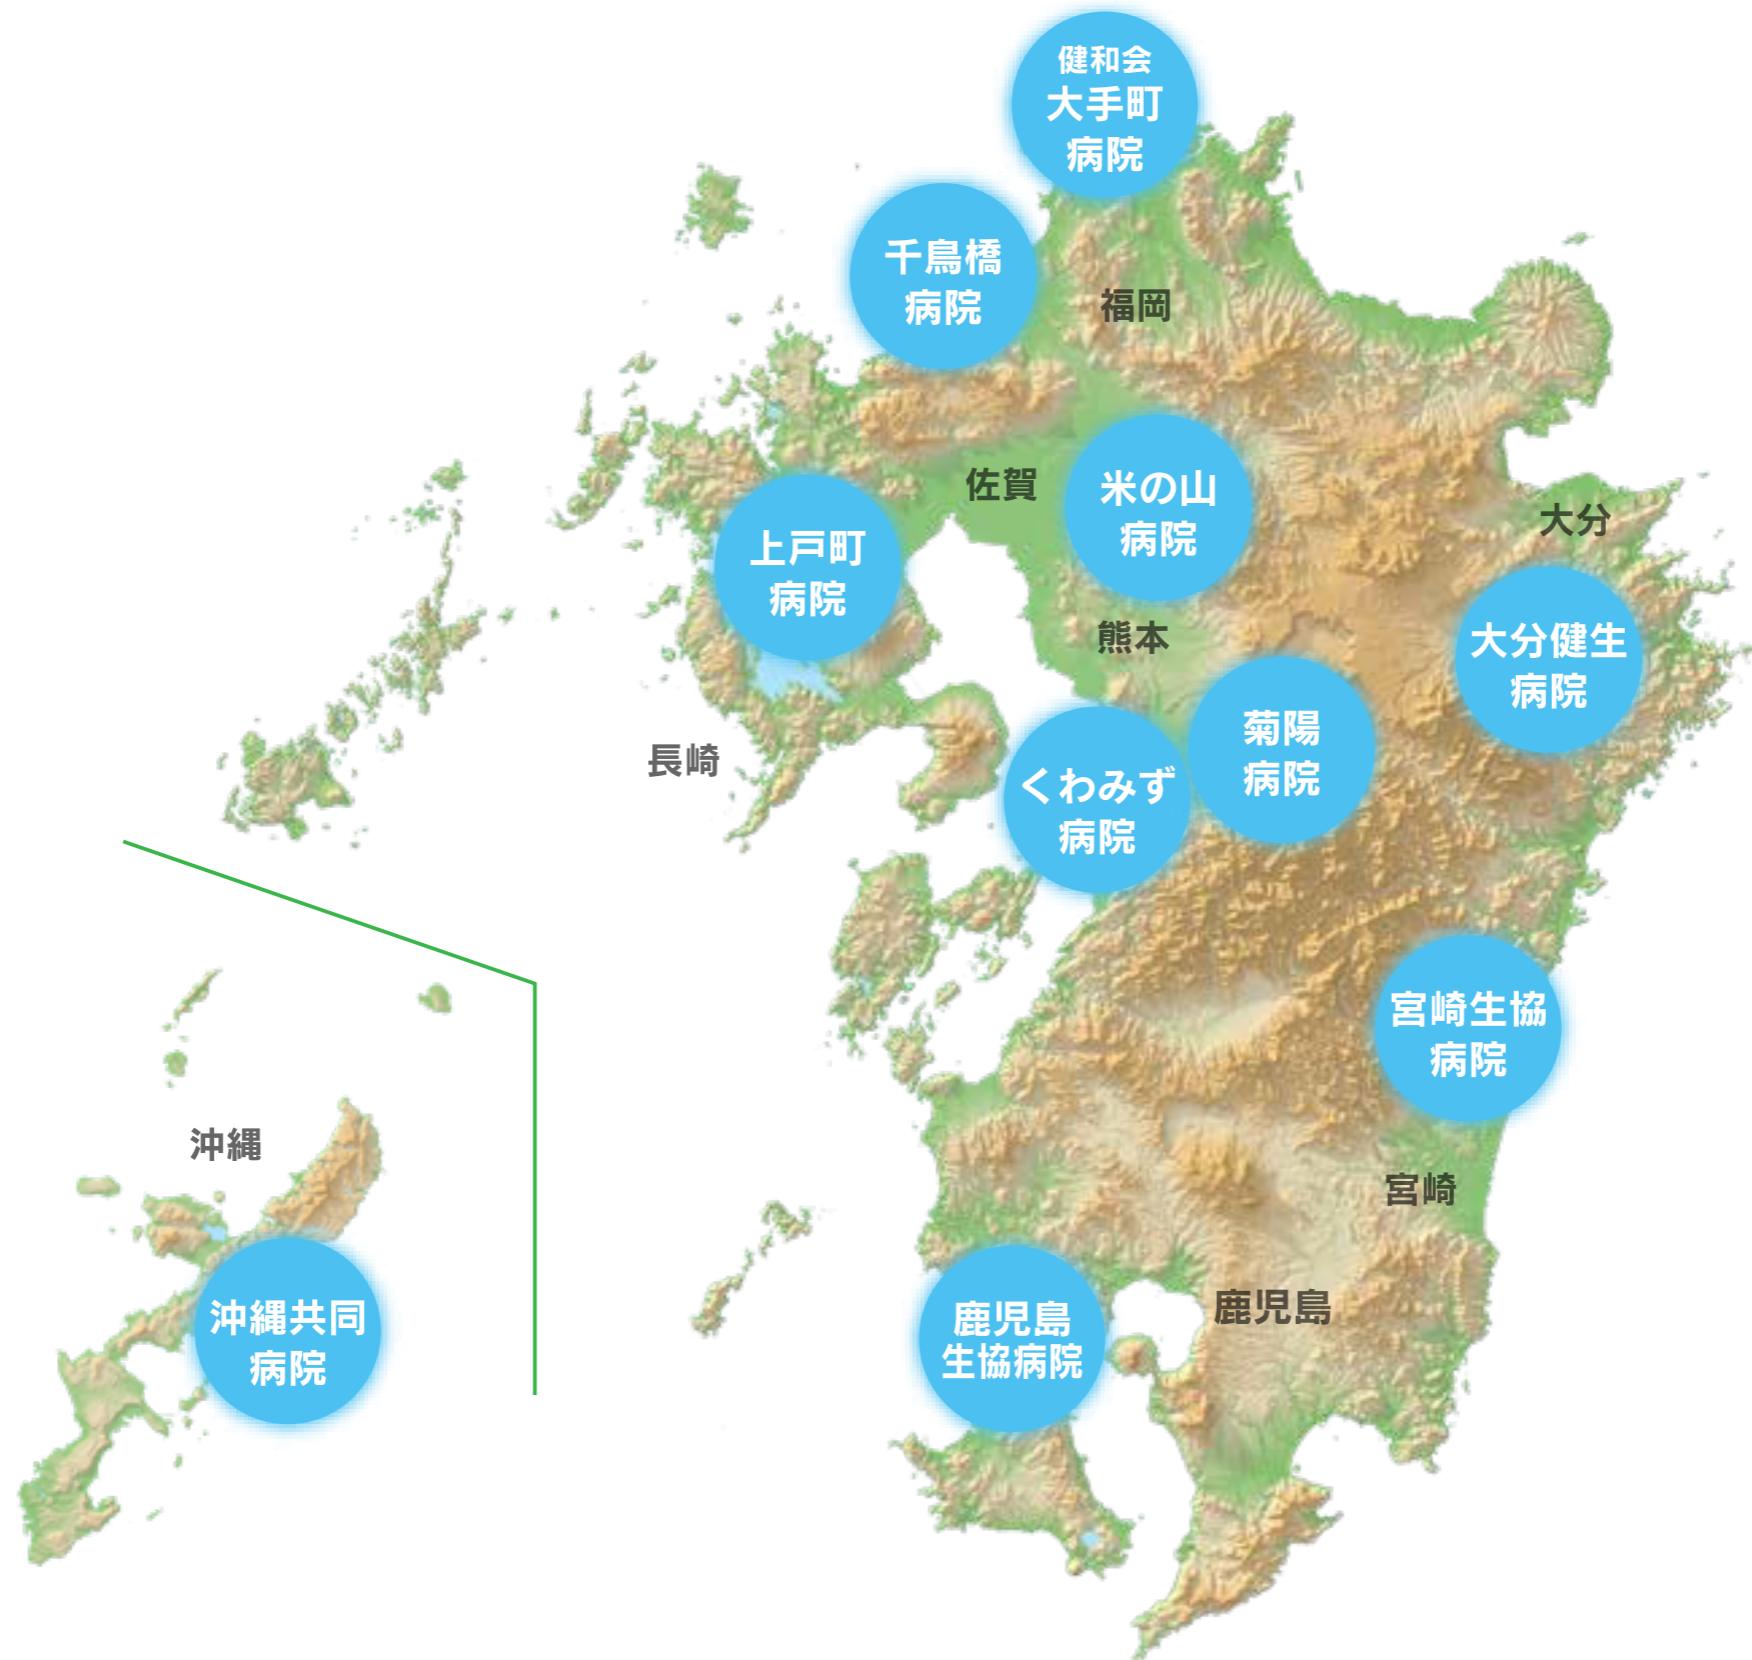 健和会
大手町
病院
千鳥橋
病院
福岡
佐賀
米の山
病院
上戸町
病院
大分
熊本
大分健生
病院
菊陽
病院
長崎
くわみず
病院
宮崎生協
病院
沖縄
宮崎
鹿児島
沖縄共同
病院
鹿児島
生協病院